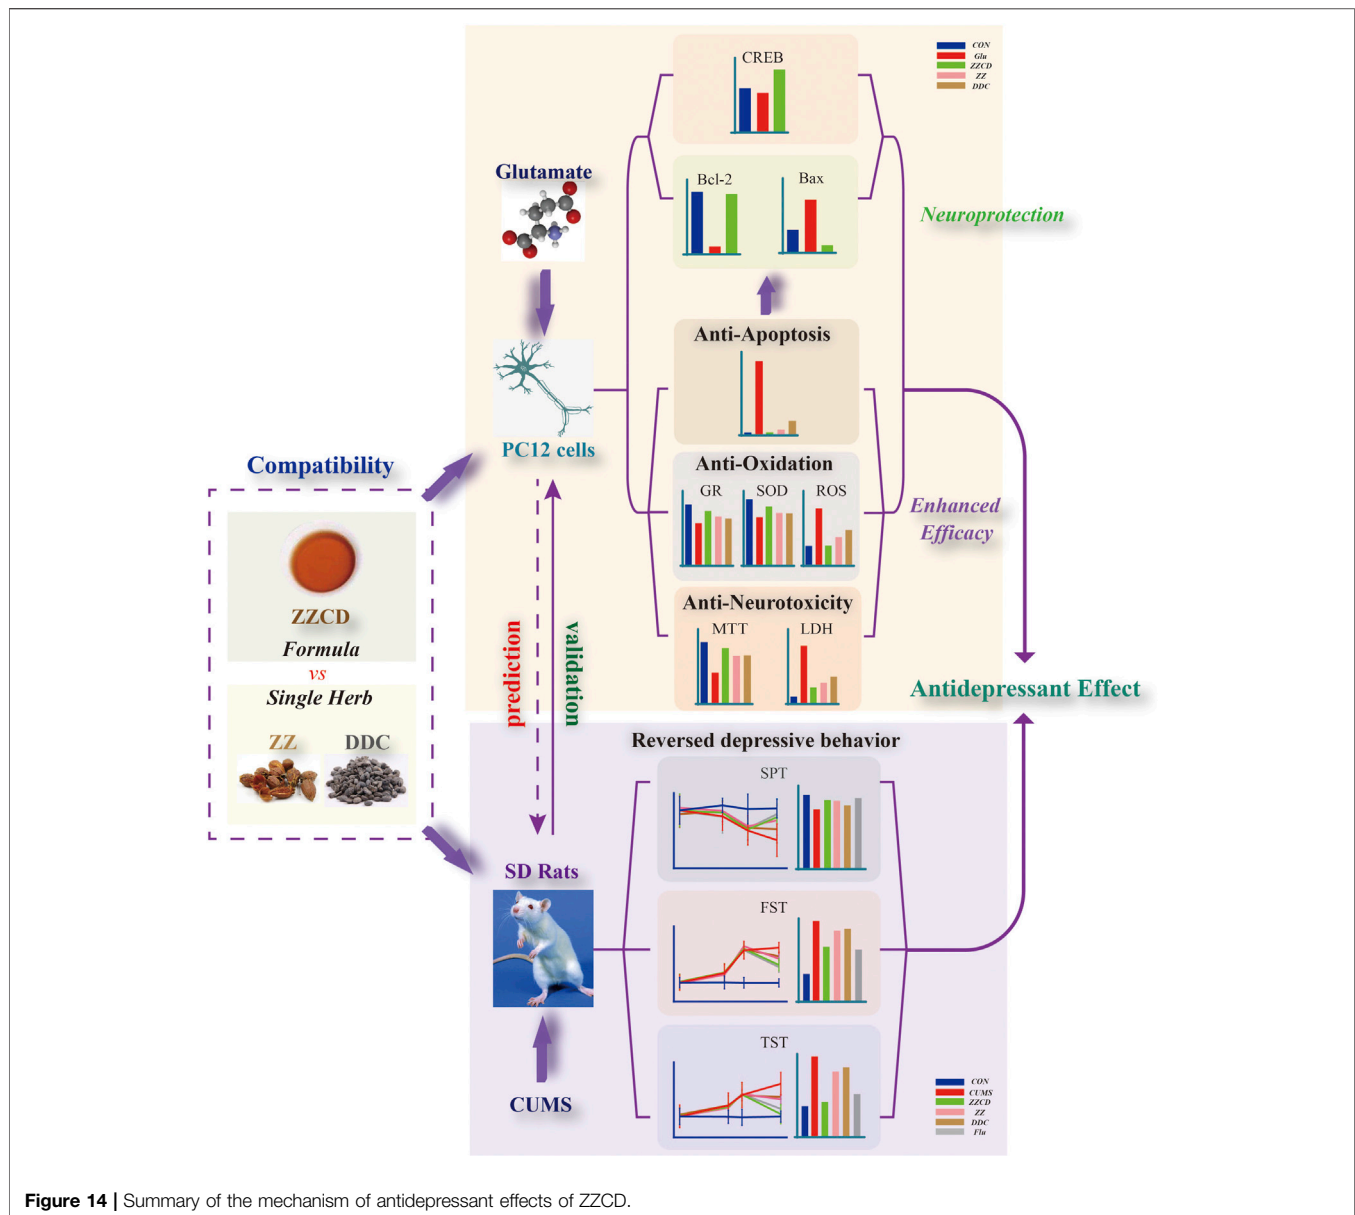 CREB
CON
Glu
ZZCD
ZZ
DDC
Glutamate
Bcl-2
Bax
Neuroprotection
Anti-Apoptosis
PC12 cells
Compatibility
Anti-Oxidation
GR
SOD
ROS
Enhanced
Efficacy
ZZCD
Formula
vs
Single Herb
ZZ
DDC
Anti-Neurotoxicity
MTT
LDH
prediction
validation
Antidepressant Effect
Reversed depressive behavior
SPT
SD Rats
FST
TST
CUMS
CON
CUMS
ZZCD
ZZ
DDC
Flu
Figure 14 | Summary of the mechanism of antidepressant effects of ZZCD.